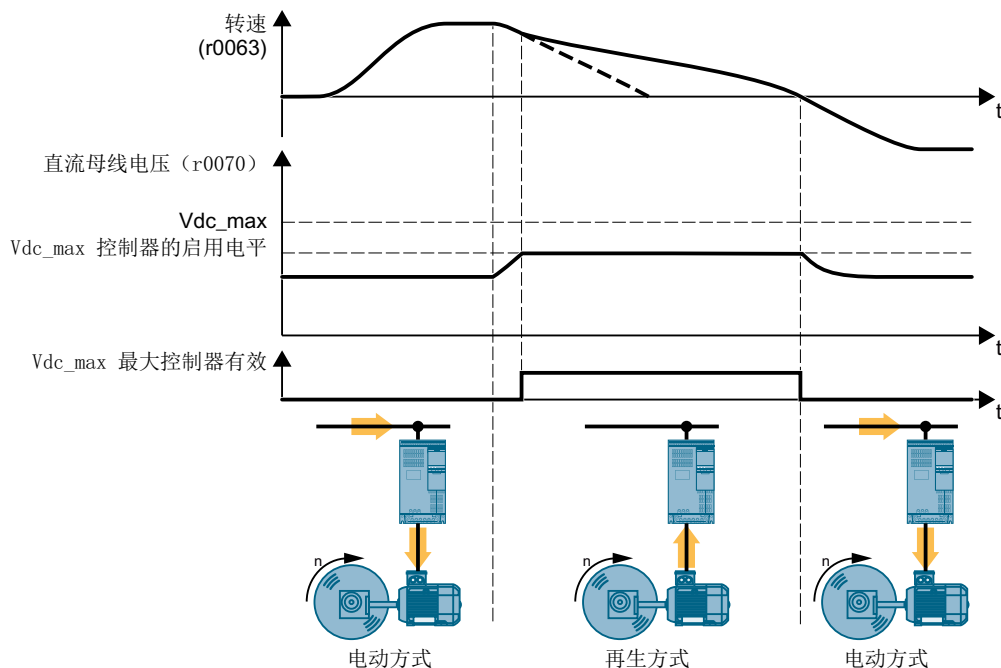 转速
(r0063)
t
直流母线电压（r0070）
Vdc_max
Vdc_max 控制器的启用电平
t
Vdc_max 最大控制器有效
t
n
n
n
电动方式
再生方式
电动方式